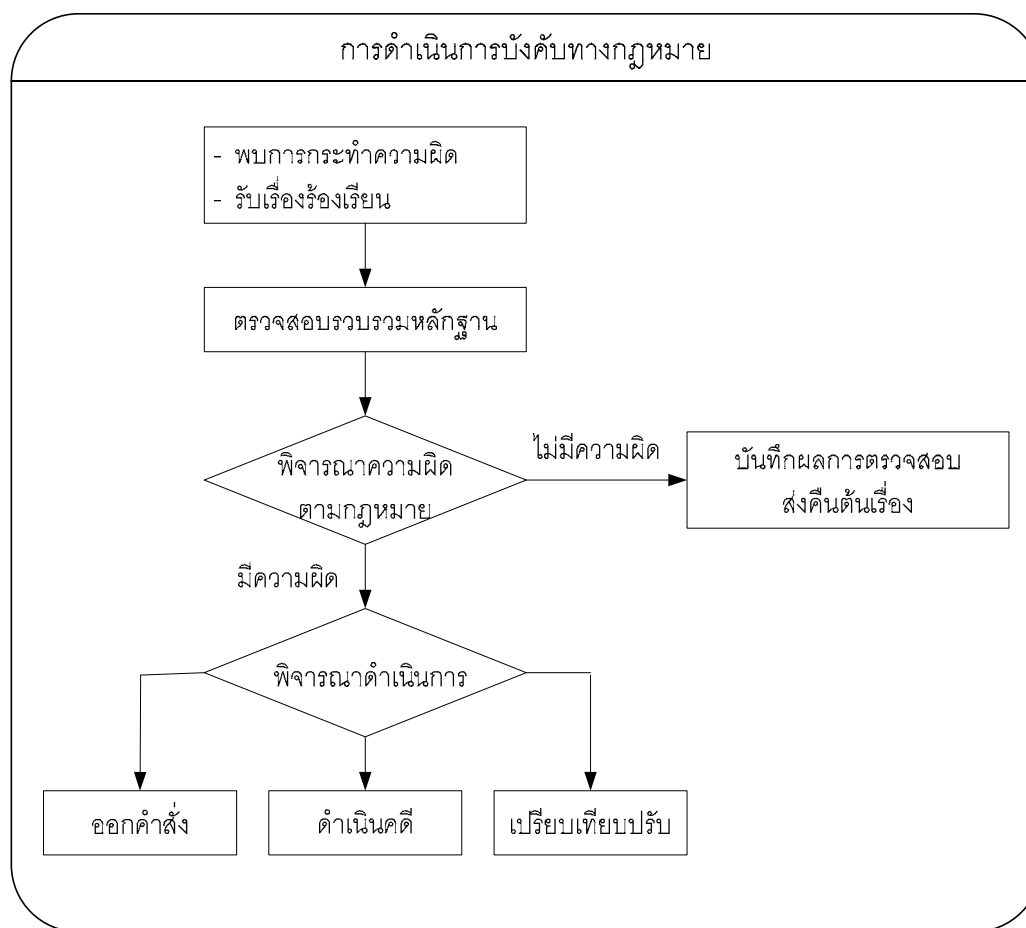 การดำเนินการบังคับทางกฎหมาย
- พบการกระทำความผิด
- รับเรื่องร้องเรียน
ตรวจสอบรวบรวมหลักฐาน
พิจารณาความผิด
ตามกฎหมาย
ไม่มีความผิด
บันทึกผลการตรวจสอบ
ส่งคืนต้นเรื่อง
มีความผิด
พิจารณาดำเนินการ
ออกคำสั่ง
ดำเนินคดี
เปรียบเทียบปรับ